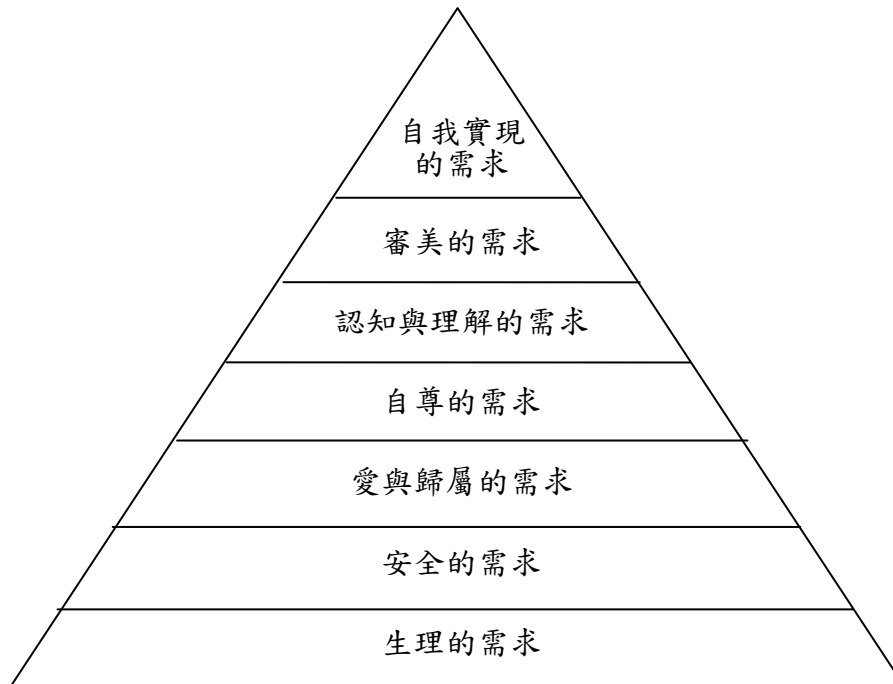 自我實現
的需求
審美的需求
認知與理解的需求
自尊的需求
愛與歸屬的需求
安全的需求
生理的需求